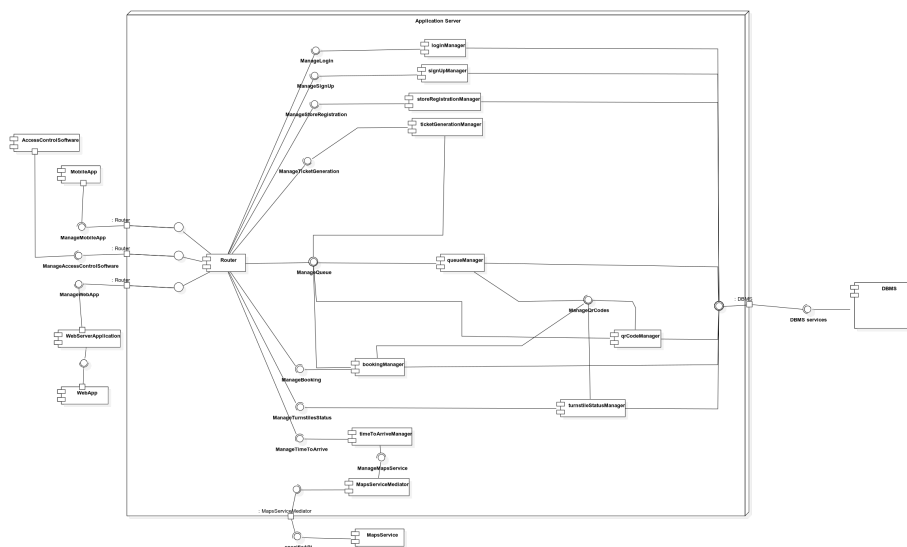 Application Server
loginManager
ManageLogin
signUpManager
ManageSignUp
storeRegistrationManager
ManageStoreRegistration
ticketGenerationManager
AccessControlSoftware
MobileApp
ManageTicketGeneration
: Router
ManageMobileApp
: Router
Router
queueManager
ManageAccessControlSoftware
ManageQueue
: Router
ManageWebApp
DBMS
: DBMS
ManageQrCodes
DBMS services
WebServerApplication
qrCodeManager
bookingManager
ManageBooking
WebApp
turnstileStatusManager
ManageTurnstilesStatus
timeToArriveManager
ManageTimeToArrive
ManageMapsService
MapsServiceMediator
: MapsServiceMediator
MapsService